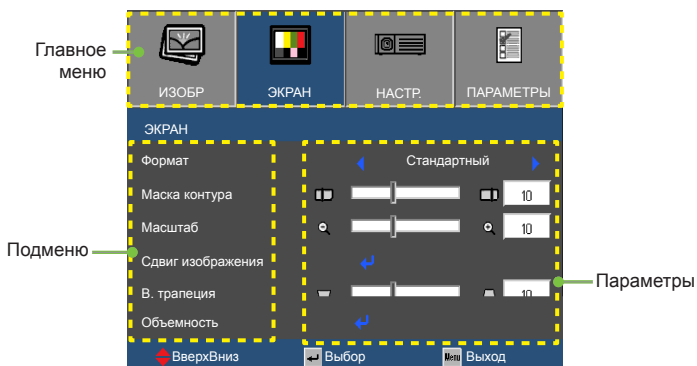 Главное
меню
ИЗОБР ЭКРАН НАСТР. ПАРАМЕТРЫ
ЭКРАН
Формат Стандартный
Маска контура 10
Масштаб 10
Подменю
Сдвиг изображения
Параметры
В. трапеция 10
Объемность
ВверхВниз Выбор Menu Выход